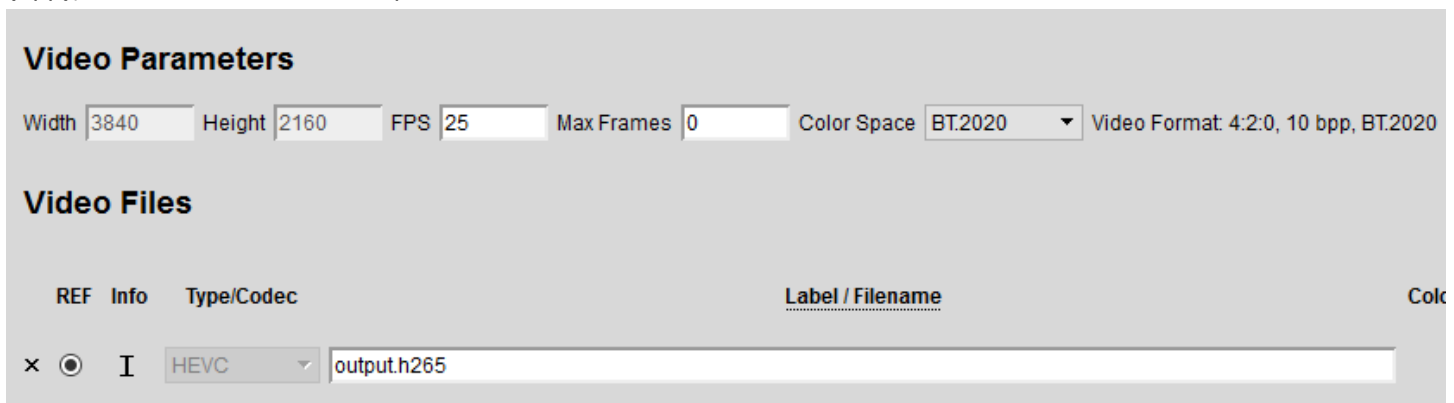 Video Parameters
Width 3840 Height 2160 FPS 25 Max Frames 0 Color Space BT.2020 Video Format: 4:2:0, 10 bpp, BT.2020
Video Files
REF Info Type/Codec Label / Filename
× I HEVC output.h265